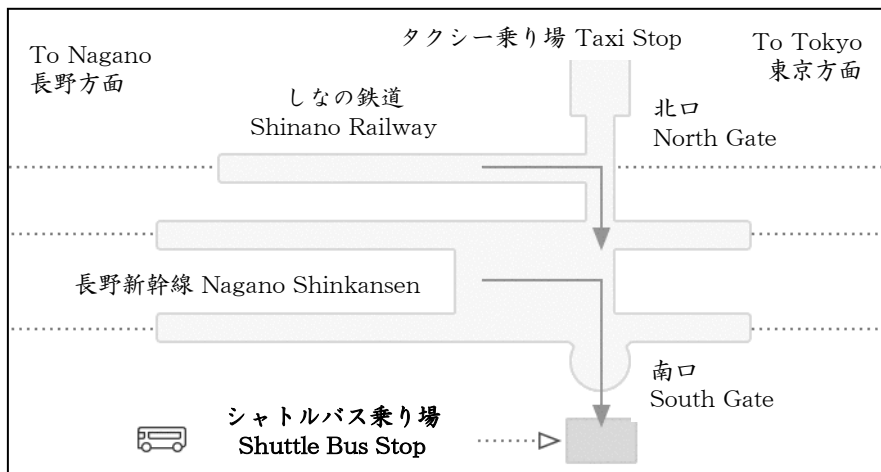 タクシー乗り場 Taxi Stop
To Nagano
長野方面
To Tokyo
東京方面
しなの鉄道
Shinano Railway
北口
North Gate
長野新幹線 Nagano Shinkansen
南口
South Gate
シャトルバス乗り場
Shuttle Bus Stop